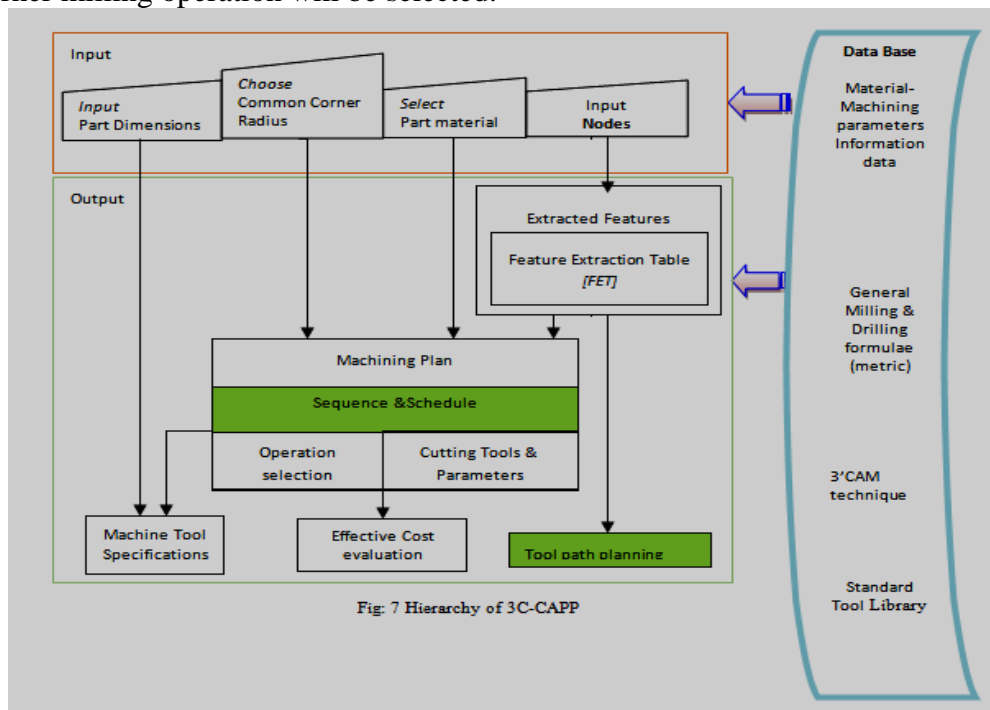 Input
Input
Part Dimensions
Choose
Common Corner
Radius
Select
Part material
Input
Nodes
Output
Extracted Features
Feature Extraction Table
[FET]
Machining Plan
Sequence &Schedule
Operation
selection
Cutting Tools &
Parameters
Machine Tool
Specifications
Effective Cost
evaluation
Tool path planning
Data Base
Material-
Machining
parameters
Information
data
General
Milling &
Drilling
formulae
(metric)
3'CAM
technique
Standard
Tool Library
Fig: 7 Hierarchy of 3C-CAPP